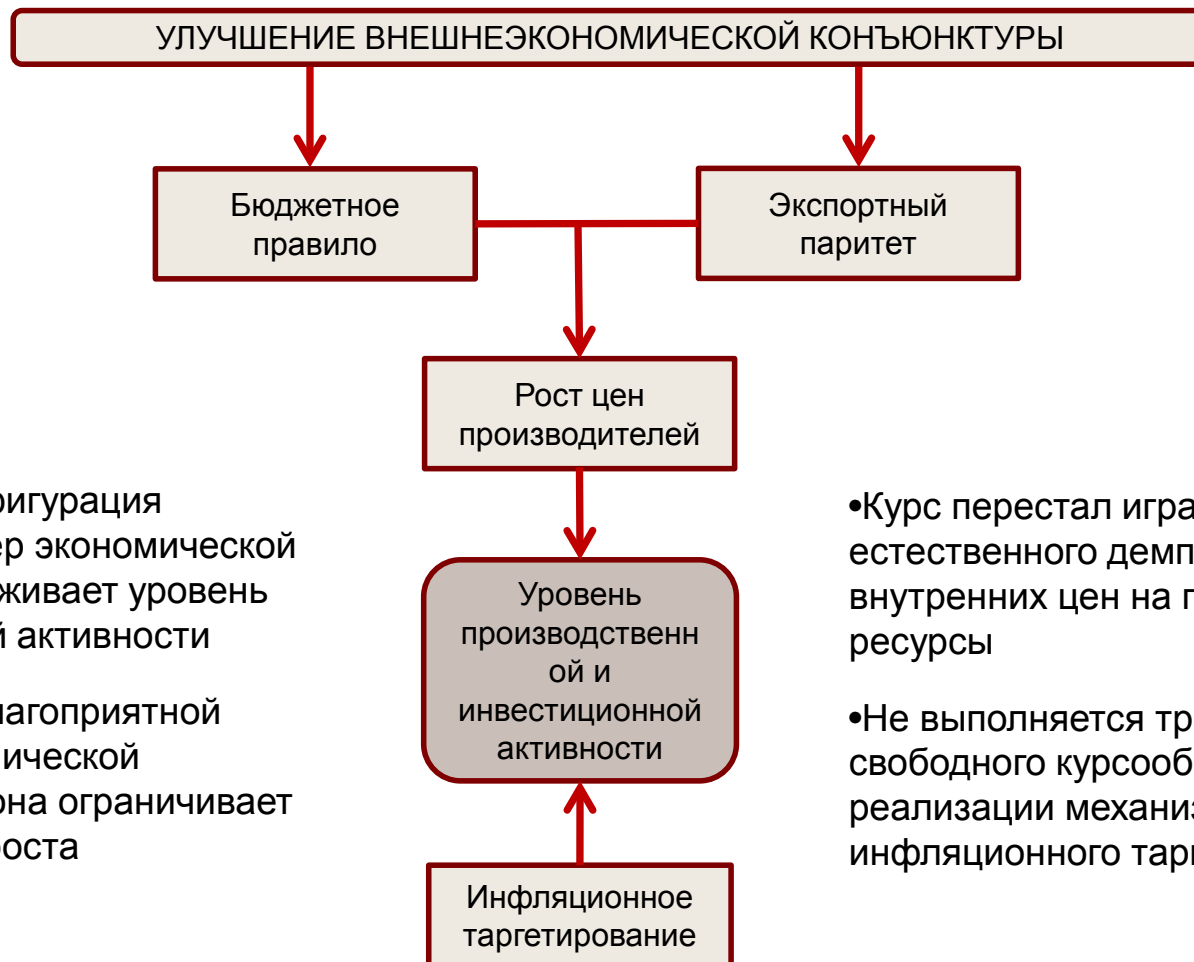 УЛУЧШЕНИЕ ВНЕШНЕЭКОНОМИЧЕСКОЙ КОНЪЮНКТУРЫ
Бюджетное
правило
Экспортный
паритет
Рост цен
производителей
фигурация
ер экономической
живает уровень
й активности
лагоприятной
ической
она ограничивает
роста
Уровень
производственн
ой и
инвестиционной
активности
•Курс перестал игра
естественного демп
внутренних цен на п
ресурсы
•Не выполняется тр
свободного курсооб
реализации механиз
инфляционного тарг
Инфляционное
таргетирование